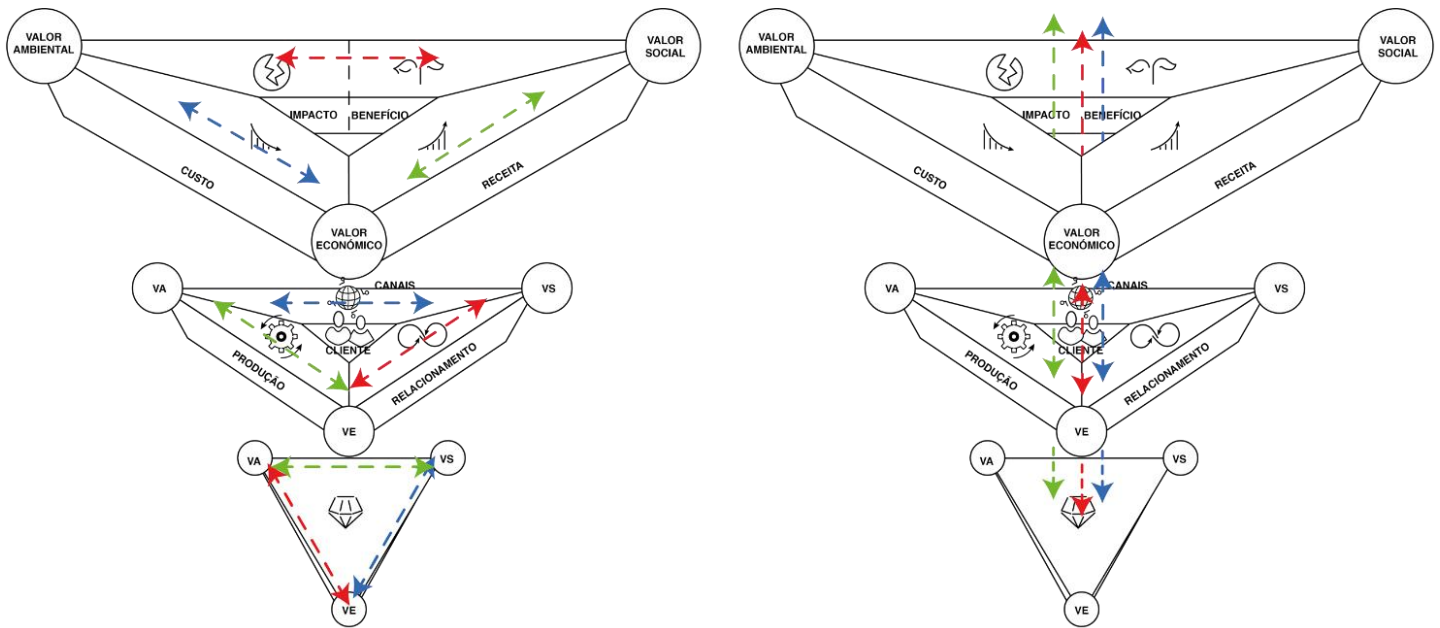 VALOR
AMBIENTAL
VALOR
SOCIAL
IMPACTO
BENEFÍCIO
CUSTO
RECEITA
VALOR
ECONÓMICO
VA
CANAIS
VS
CLIENTE
PRODUÇÃO
RELACIONAMENTO
VE
VA
VS
VE
VALOR
AMBIENTAL
VALOR
SOCIAL
IMPACTO
BENEFÍCIO
CUSTO
RECEITA
VALOR
ECONÓMICO
VA
CANAIS
VS
CLIENTE
PRODUÇÃO
RELACIONAMENTO
VE
VA
VS
VE